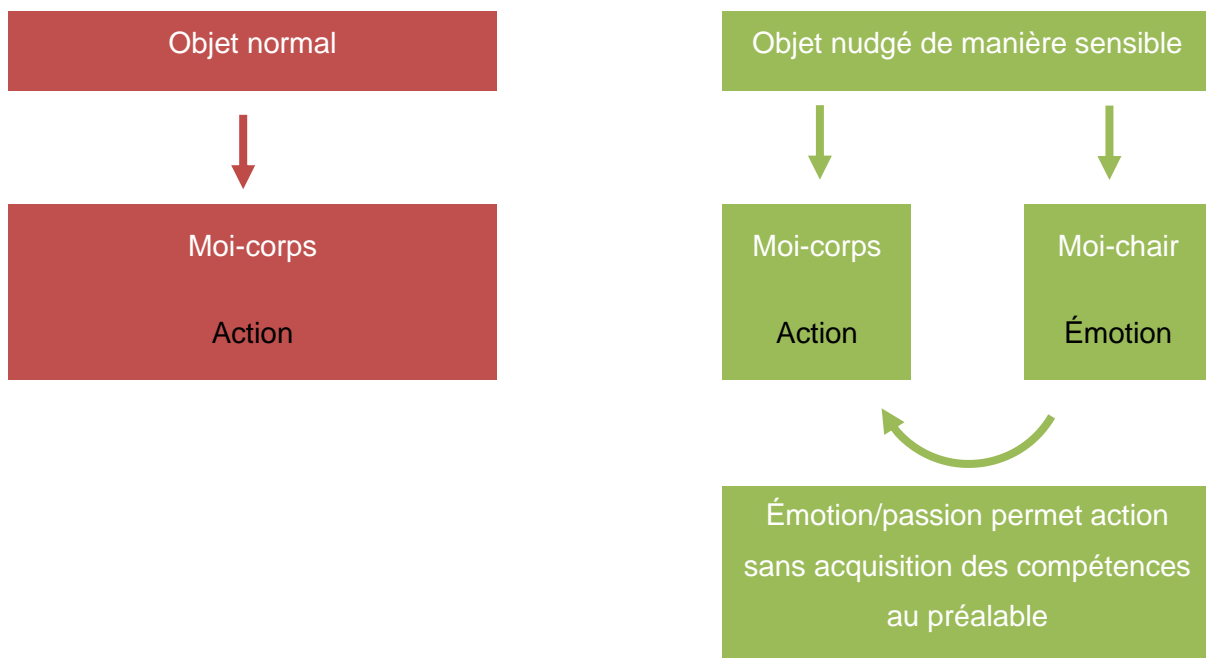 Objet normal
Moi-corps
Action
Objet nudgé de manière sensible
Moi-corps
Action
Moi-chair
Émotion
Émotion/passion permet action
sans acquisition des compétences
au préalable